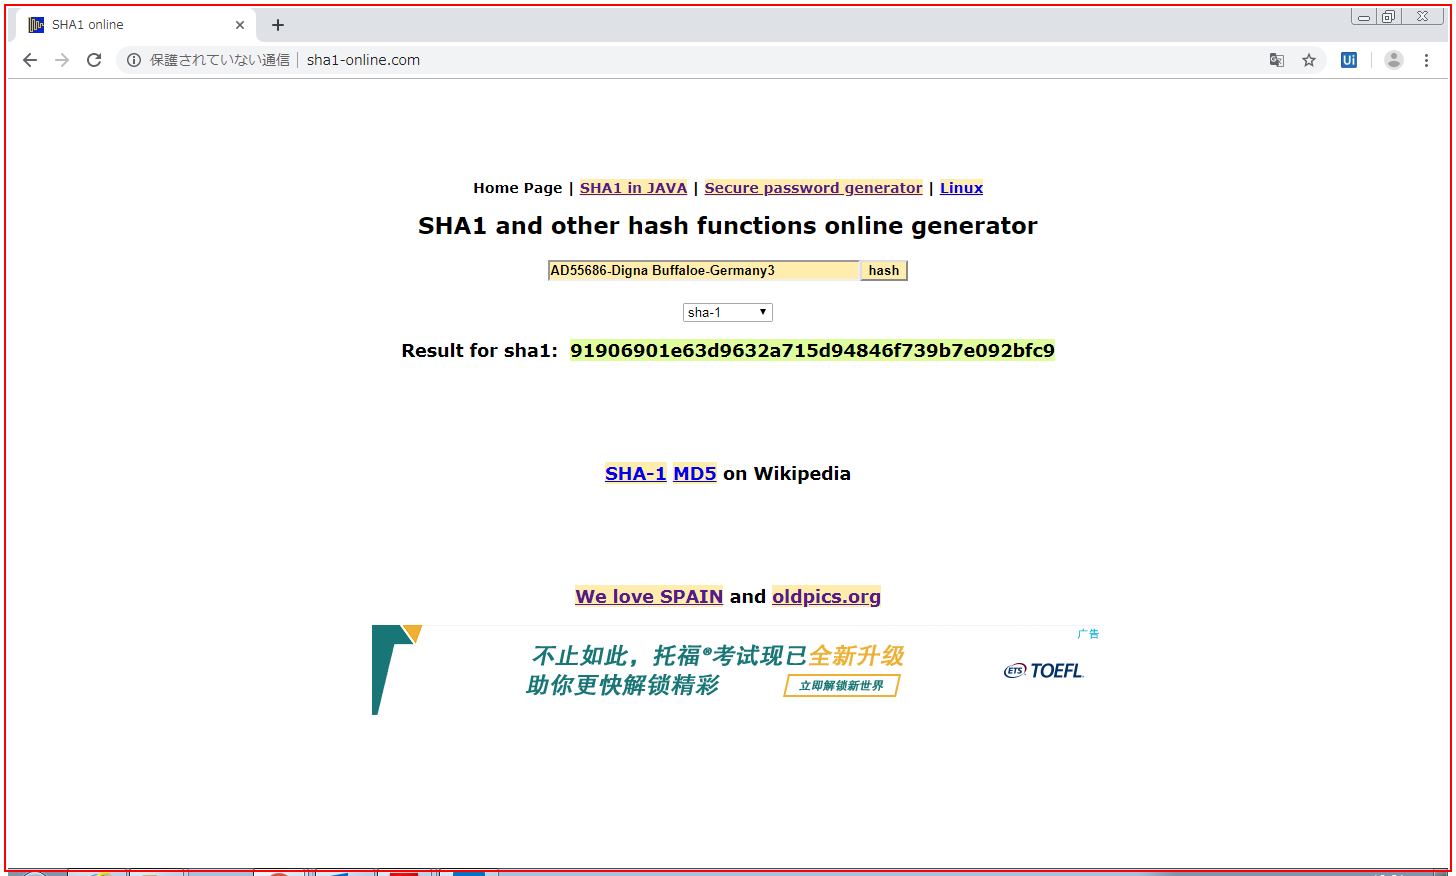 SHA1 online
保護されていない通信 | sha1-online.com
Ui
Home Page | SHA1 in JAVA | Secure password generator | Linux
SHA1 and other hash functions online generator
AD55686-Digna Buffaloe-Germany3 hash
sha-1
Result for sha1: 91906901e63d9632a715d94846f739b7e092bfc9
SHA-1 MD5 on Wikipedia
We love SPAIN and oldpics.org
广告
不止如此，托福®考试现已全新升级
助你更快解锁精彩
立即解锁新世界
ETS TOEFL